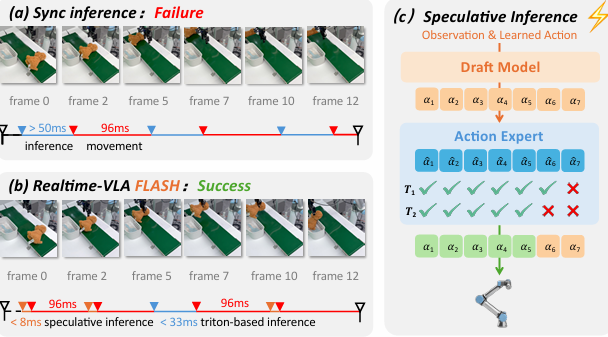 (a) Sync inference： Failure
frame 0 frame 2 frame 5 frame 7 frame 10 frame 12
> 50ms 96ms
inference movement
(b) Realtime-VLA FLASH： Success
frame 0 frame 2 frame 5 frame 7 frame 10 frame 12
96ms 96ms
< 8ms speculative inference < 33ms triton-based inference
(c) Speculative Inference
Observation & Learned Action
Draft Model
α₁ α₂ α₃ α₄ α₅ α₆ α₇
Action Expert
α̂₁ α̂₂ α̂₃ α̂₄ α̂₅ α̂₆ α̂₇
T₁ ✓ ✓ ✓ ✓ ✓ ✓ ✗
T₂ ✓ ✓ ✓ ✓ ✓ ✗ ✗
α₁ α₂ α₃ α₄ α₅ α₆ α₇